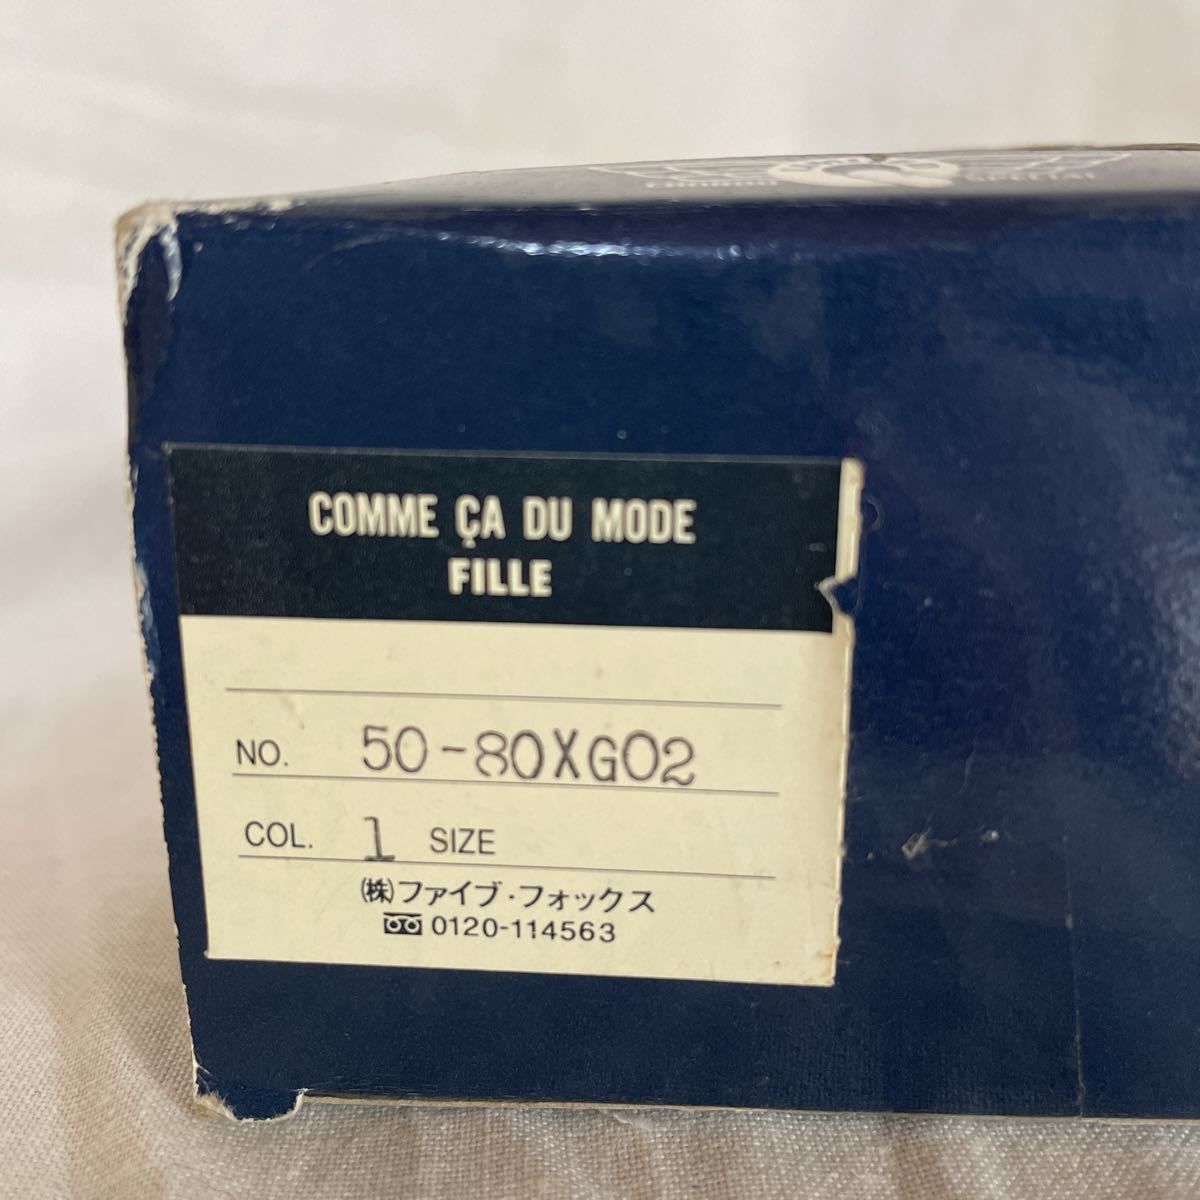 COMME ÇA DU MODE
FILLE
NO. 50-80XG02
COL. 1 SIZE
㈱ファイブ・フォックス
0120-114563